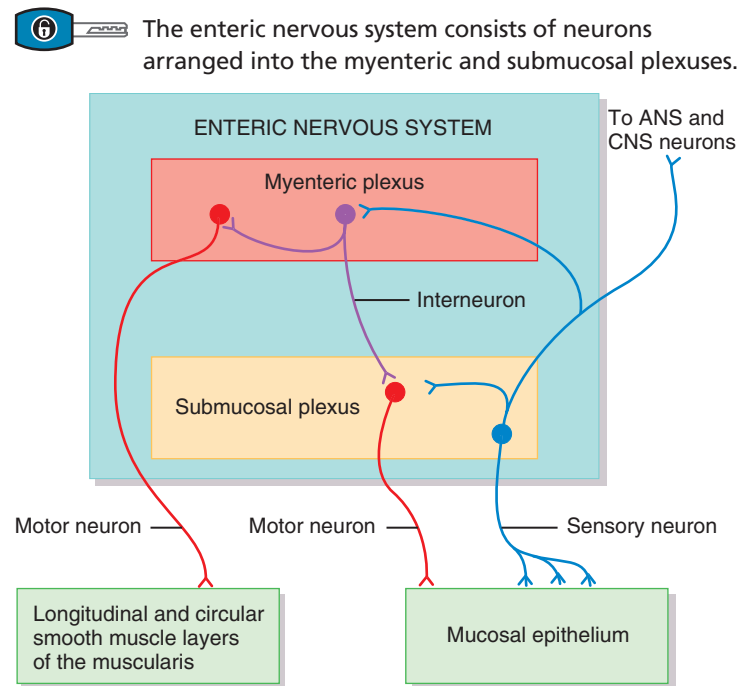 The enteric nervous system consists of neurons
arranged into the myenteric and submucosal plexuses.
To ANS and
CNS neurons
ENTERIC NERVOUS SYSTEM
Myenteric plexus
Interneuron
Submucosal plexus
Motor neuron
Motor neuron
Sensory neuron
Longitudinal and circular
smooth muscle layers
of the muscularis
Mucosal epithelium